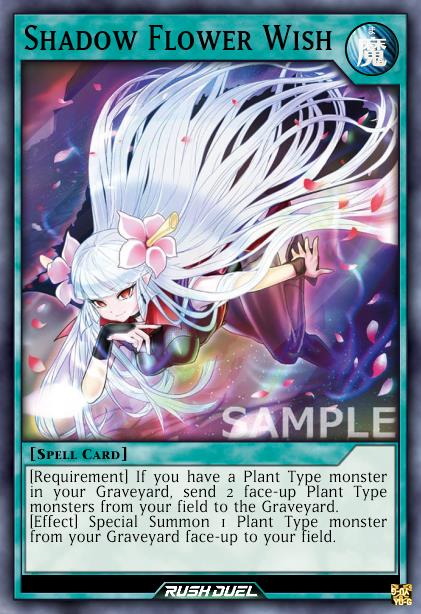 Shadow Flower Wish
ま
魔
SAMPLE
[Spell Card]
[Requirement] If you have a Plant Type monster
in your Graveyard, send 2 face-up Plant Type
monsters from your field to the Graveyard.
[Effect] Special Summon 1 Plant Type monster
from your Graveyard face-up to your field.
RUSH DUEL